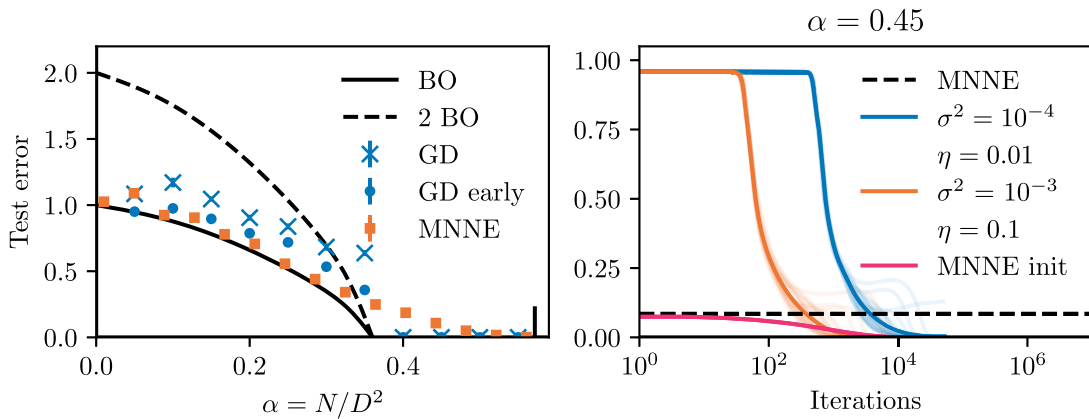 Test error
2.0
1.5
1.0
0.5
0.0
0.0
0.2
0.4
α = N/D²
BO
2 BO
GD
GD early
MNNE
α = 0.45
1.00
0.75
0.50
0.25
0.00
10⁰
10²
10⁴
10⁶
Iterations
MNNE
σ² = 10⁻⁴
η = 0.01
σ² = 10⁻³
η = 0.1
MNNE init